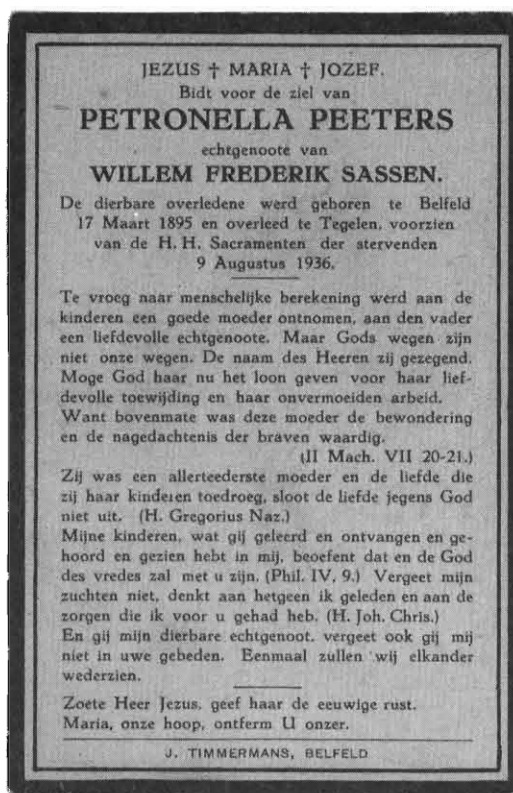 JEZUS † MARIA † JOZEF.
Bidt voor de ziel van
PETRONELLA PEETERS
echtgenoote van
WILLEM FREDERIK SASSEN.
De dierbare overledene werd geboren te Belfeld
17 Maart 1895 en overleed te Tegelen, voorzien
van de H. H. Sacramenten der stervenden
9 Augustus 1936.
Te vroeg naar menschelijke berekening werd aan de
kinderen een goede moeder ontnomen, aan den vader
een liefdevolle echtgenoote. Maar Gods wegen zijn
niet onze wegen. De naam des Heeren zij gezegend.
Moge God haar nu het loon geven voor haar lief-
devolle toewijding en haar onvermoeiden arbeid.
Want bovenmate was deze moeder de bewondering
en de nagedachtenis der braven waardig.
(II Mach. VII 20-21.)
Zij was een allerteederste moeder en de liefde die
zij haar kinderen toedroeg, sloot de liefde jegens God
niet uit. (H. Gregorius Naz.)
Mijne kinderen, wat gij geleerd en ontvangen en ge-
hoord en gezien hebt in mij, beoefent dat en de God
des vredes zal met u zijn. (Phil. IV, 9.) Vergeet mijn
zuchten niet, denkt aan hetgeen ik geleden en aan de
zorgen die ik voor u gehad heb. (H. Joh. Chris.)
En gij mijn dierbare echtgenoot, vergeet ook gij mij
niet in uwe gebeden. Eenmaal zullen wij elkander
wederzien.
Zoete Heer Jezus, geef haar de eeuwige rust.
Maria, onze hoop, ontferm U onzer.
J. TIMMERMANS, BELFELD